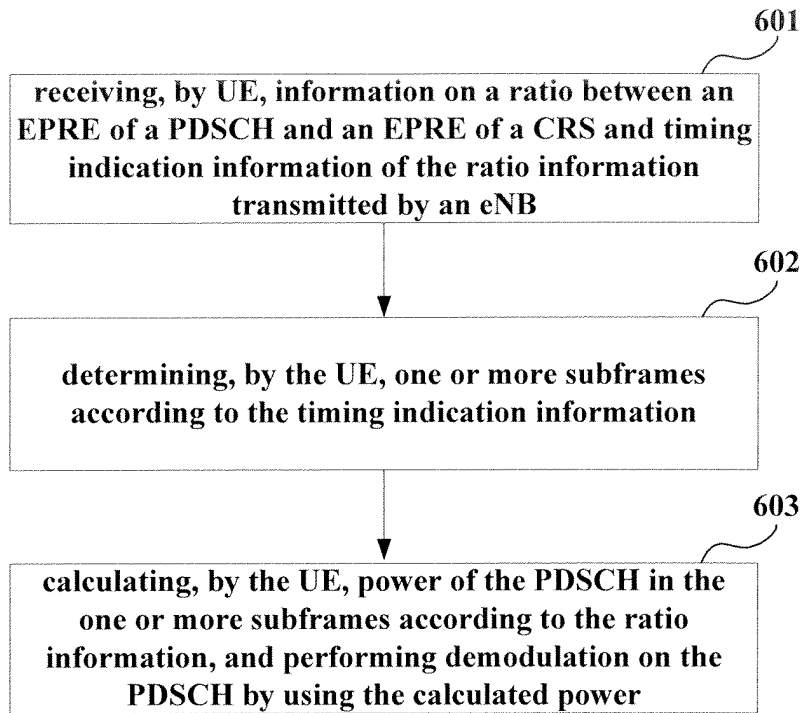 601
receiving, by UE, information on a ratio between an
EPRE of a PDSCH and an EPRE of a CRS and timing
indication information of the ratio information
transmitted by an eNB
602
determining, by the UE, one or more subframes
according to the timing indication information
603
calculating, by the UE, power of the PDSCH in the
one or more subframes according to the ratio
information, and performing demodulation on the
PDSCH by using the calculated power